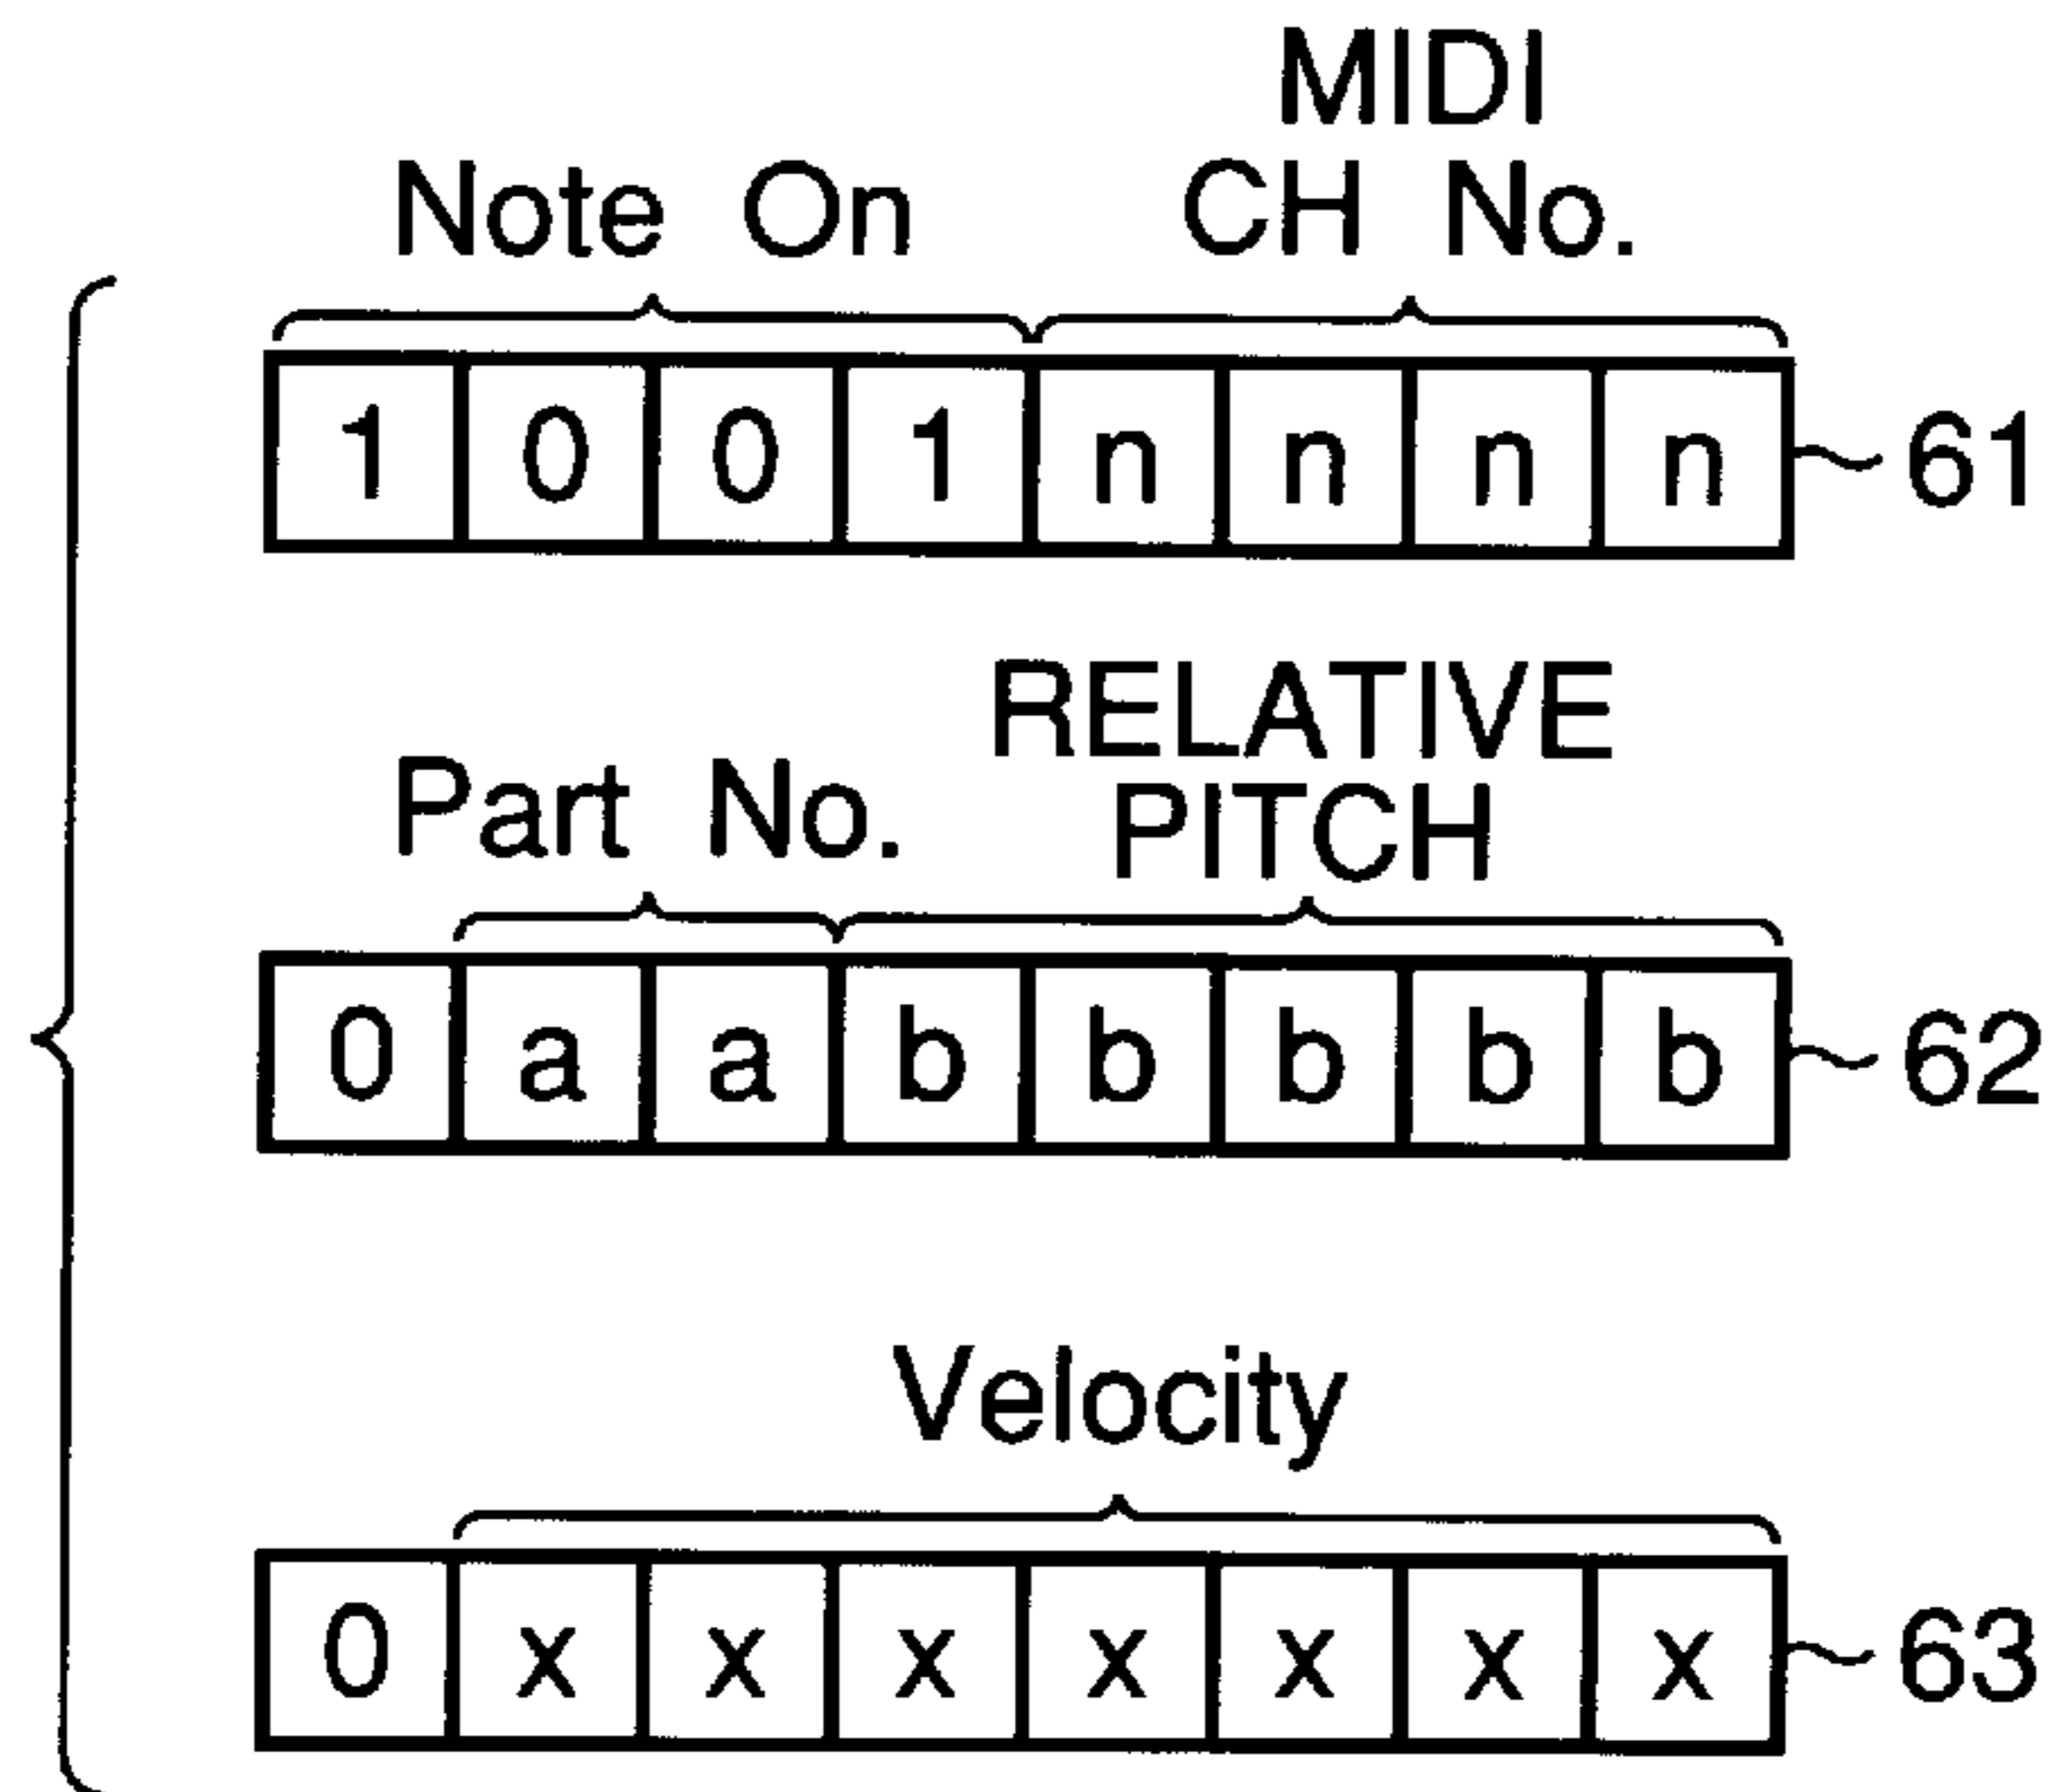 MIDI
Note On CH No.
1 0 0 1 n n n n 61
RELATIVE
Part No. PITCH
0 a a b b b b b 62
Velocity
0 x x x x x x x 63